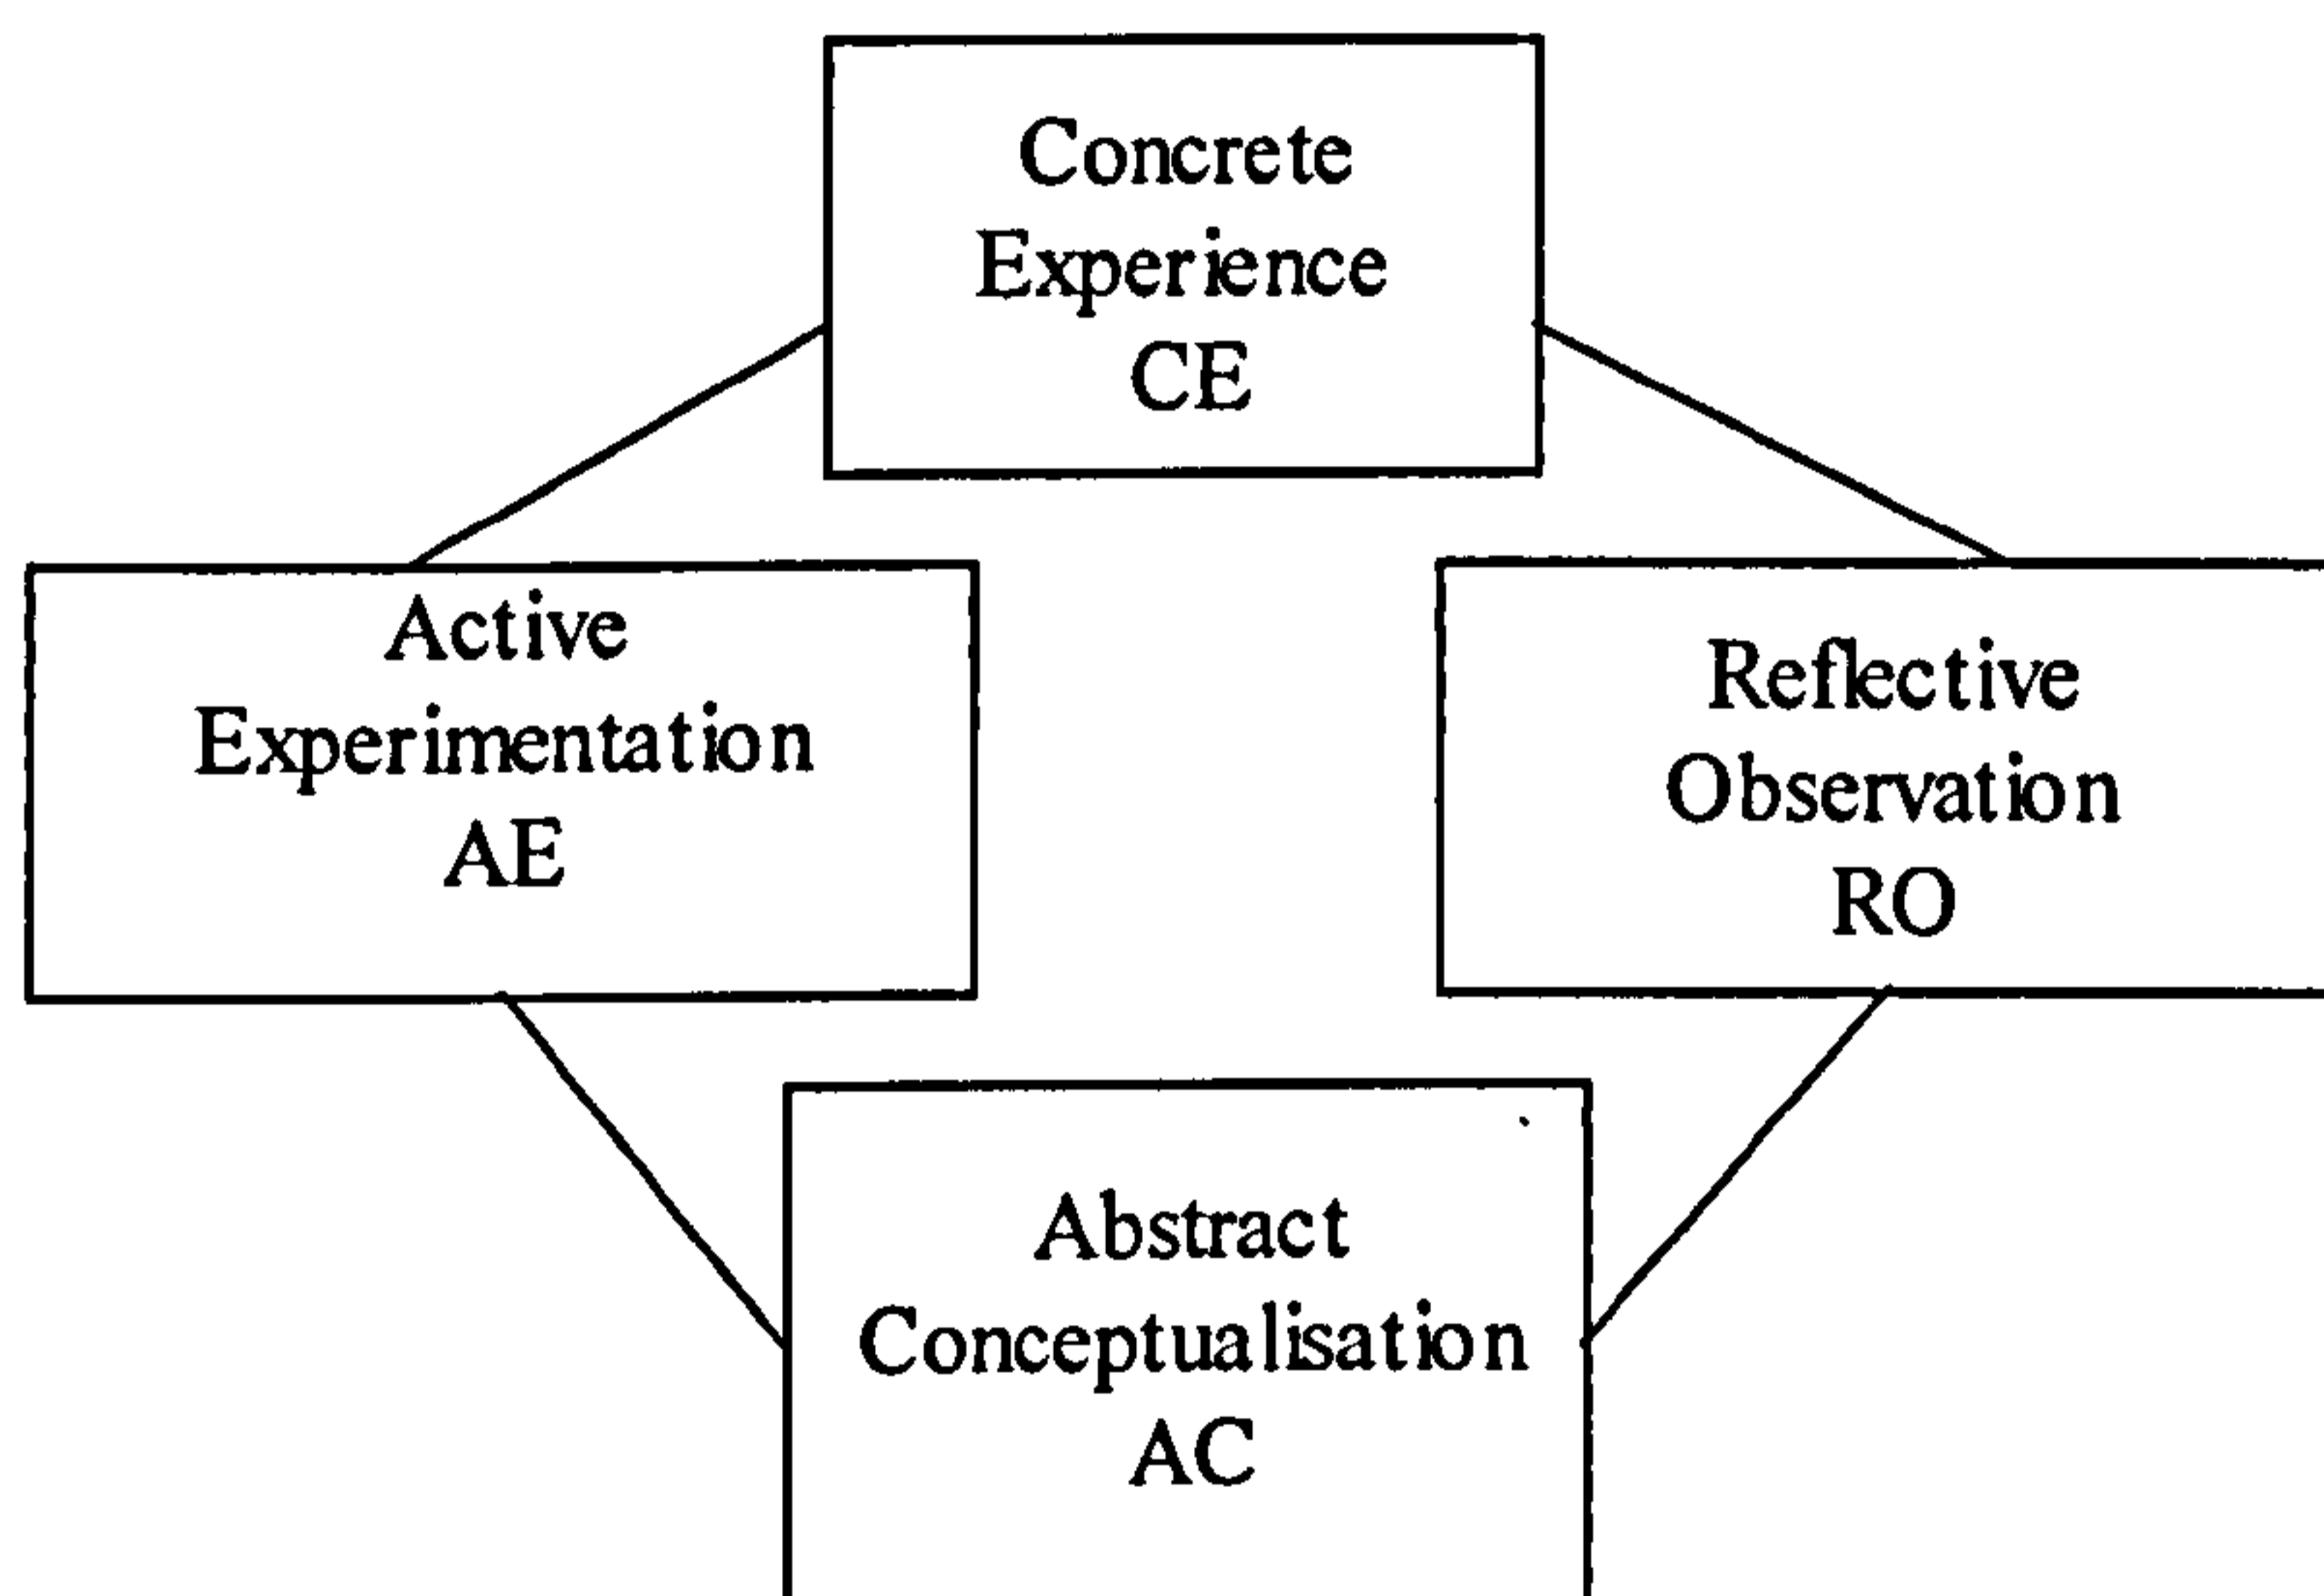 Concrete
Experience
CE
Active
Experimentation
AE
Reflective
Observation
RO
Abstract
Conceptualisation
AC